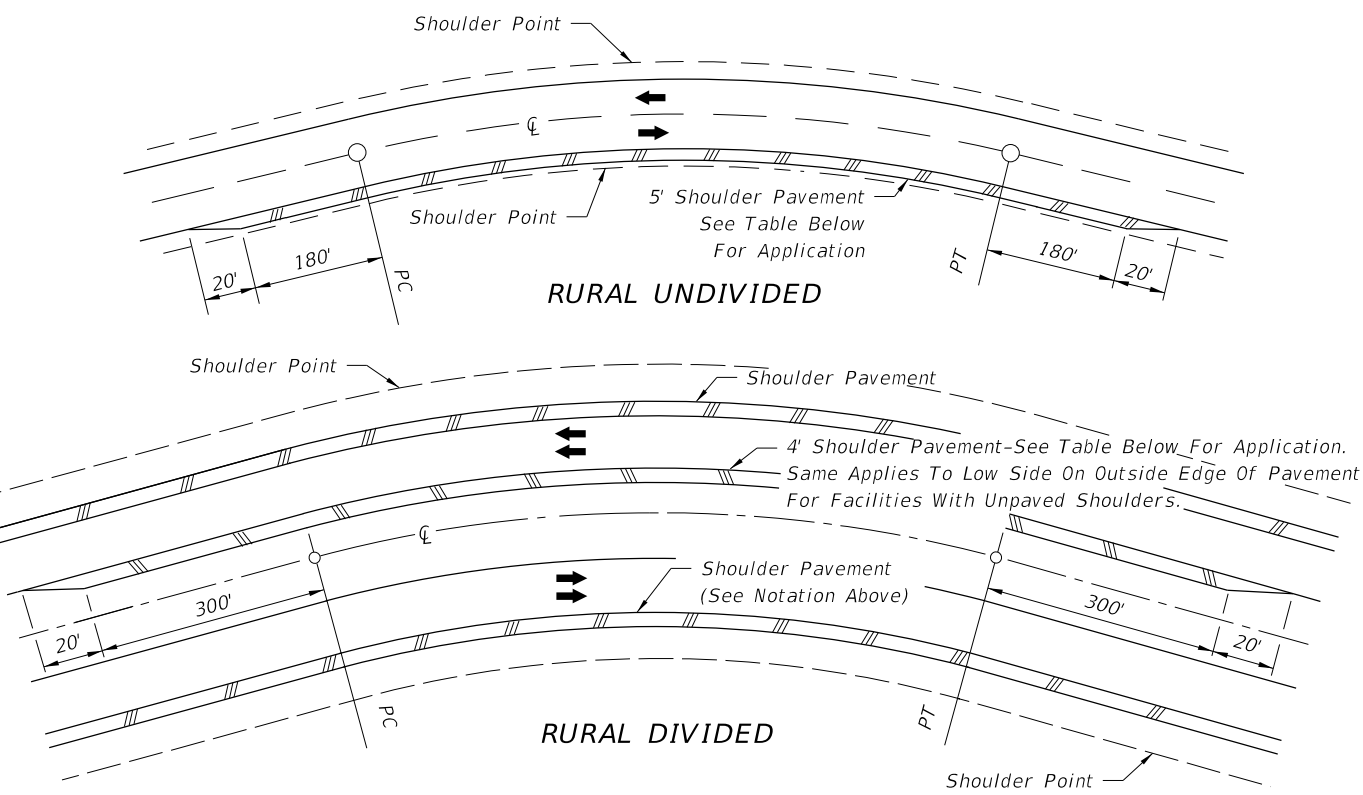 Shoulder Point
℄
5' Shoulder Pavement
See Table Below
For Application
Shoulder Point
20'
180'
PC
PT
180'
20'
RURAL UNDIVIDED
Shoulder Point
Shoulder Pavement
4' Shoulder Pavement-See Table Below For Application.
Same Applies To Low Side On Outside Edge Of Pavement
For Facilities With Unpaved Shoulders.
℄
Shoulder Pavement
(See Notation Above)
20'
300'
300'
20'
PC
PT
RURAL DIVIDED
Shoulder Point